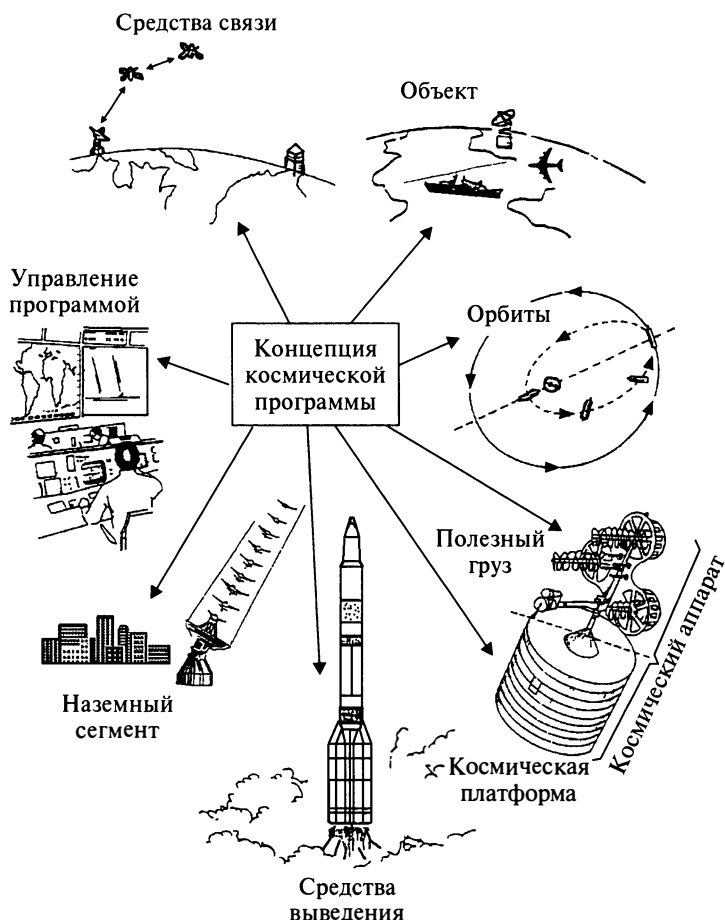 Средства связи
Объект
Управление
программой
Орбиты
Концепция
космической
программы
Полезный
груз
Космический аппарат
Наземный
сегмент
Космическая
платформа
Средства
выведения